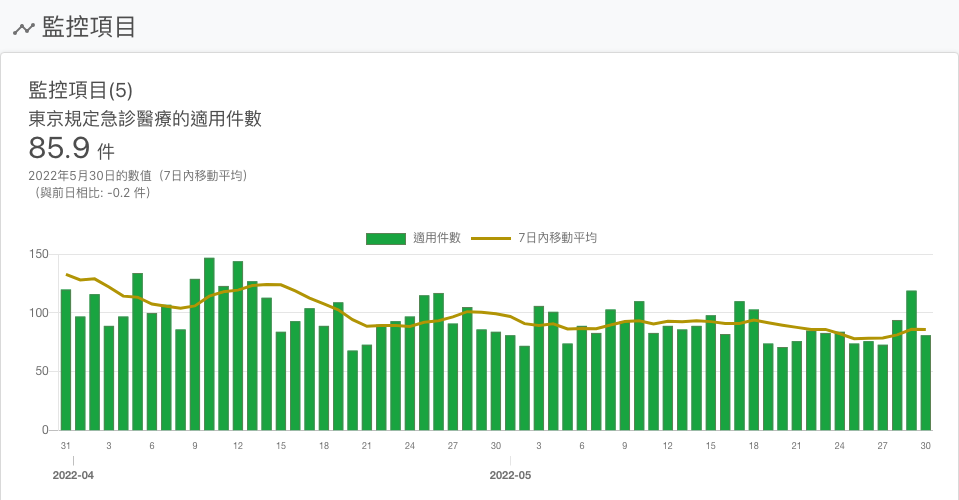 監控項目
監控項目(5)
東京規定急診醫療的適用件數
85.9 件
2022年5月30日的數值（7日內移動平均）
（與前日相比: -0.2 件）
適用件數 7日內移動平均
150
100
50
0
31 3 6 9 12 15 18 21 24 27 30 3 6 9 12 15 18 21 24 27 30
2022-04 2022-05